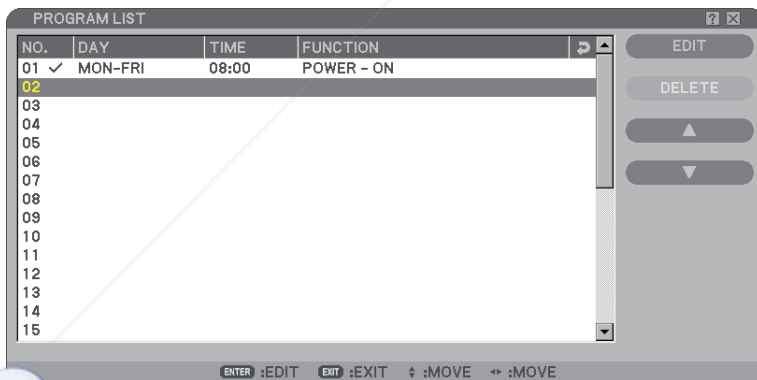 PROGRAM LIST
NO. DAY TIME FUNCTION
01 ✓ MON-FRI 08:00 POWER - ON
02
03
04
05
06
07
08
09
10
11
12
13
14
15
EDIT
DELETE
▲
▼
ENTER :EDIT EXIT :EXIT :MOVE :MOVE